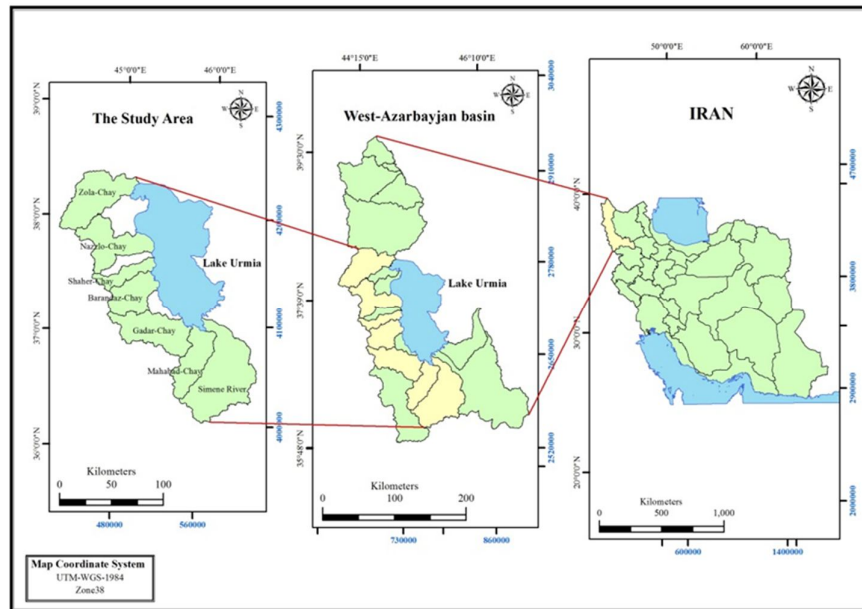 45°0'0"E
46°0'0"E
The Study Area
N
W
E
S
39°0'0"N
38°0'0"N
37°0'0"N
36°0'0"N
4300000
4200000
4100000
4000000
Zola-Chay
Nazzlo-Chay
Lake Urmia
Shaher-Chay
Barandaz-Chay
Gadar-Chay
Mahabad-Chay
Simene River
Kilometers
0 50 100
480000
560000
44°15'0"E
46°10'0"E
West-Azarbayjan basin
N
W
E
S
39°30'0"N
37°39'0"N
35°48'0"N
3040000
2910000
2780000
2650000
2520000
Lake Urmia
Kilometers
0 100 200
730000
860000
50°0'0"E
60°0'0"E
IRAN
N
W
E
S
40°0'0"N
30°0'0"N
20°0'0"N
4700000
3800000
2900000
2000000
Kilometers
0 500 1,000
600000
1400000
Map Coordinate System
UTM-WGS-1984
Zone38